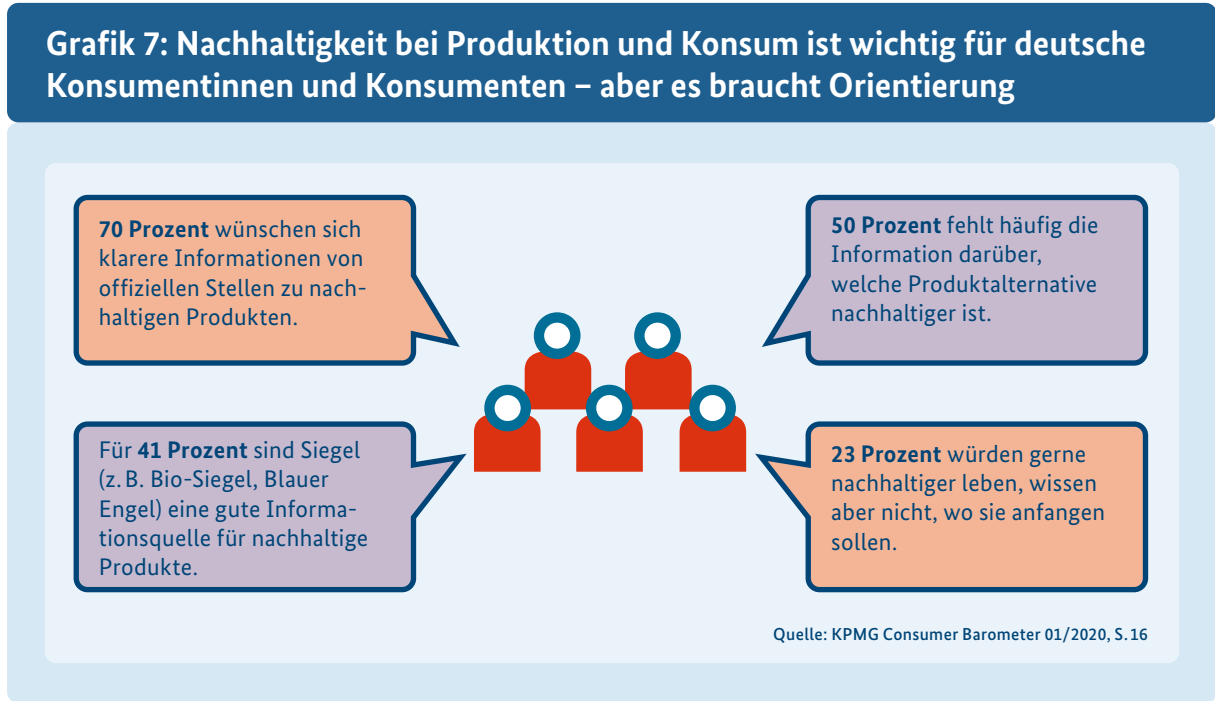 Grafik 7: Nachhaltigkeit bei Produktion und Konsum ist wichtig für deutsche
Konsumentinnen und Konsumenten – aber es braucht Orientierung
70 Prozent wünschen sich
klarere Informationen von
offiziellen Stellen zu nach-
haltigen Produkten.
50 Prozent fehlt häufig die
Information darüber,
welche Produktalternative
nachhaltiger ist.
Für 41 Prozent sind Siegel
(z. B. Bio-Siegel, Blauer
Engel) eine gute Informa-
tionsquelle für nachhaltige
Produkte.
23 Prozent würden gerne
nachhaltiger leben, wissen
aber nicht, wo sie anfangen
sollen.
Quelle: KPMG Consumer Barometer 01/2020, S. 16